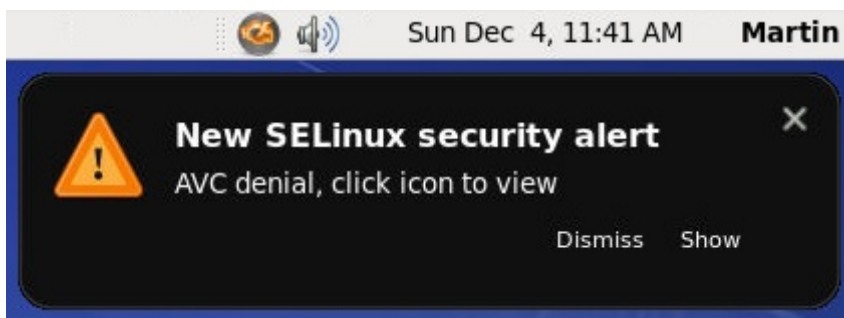 Sun Dec 4, 11:41 AM Martin
New SELinux security alert
AVC denial, click icon to view
Dismiss Show